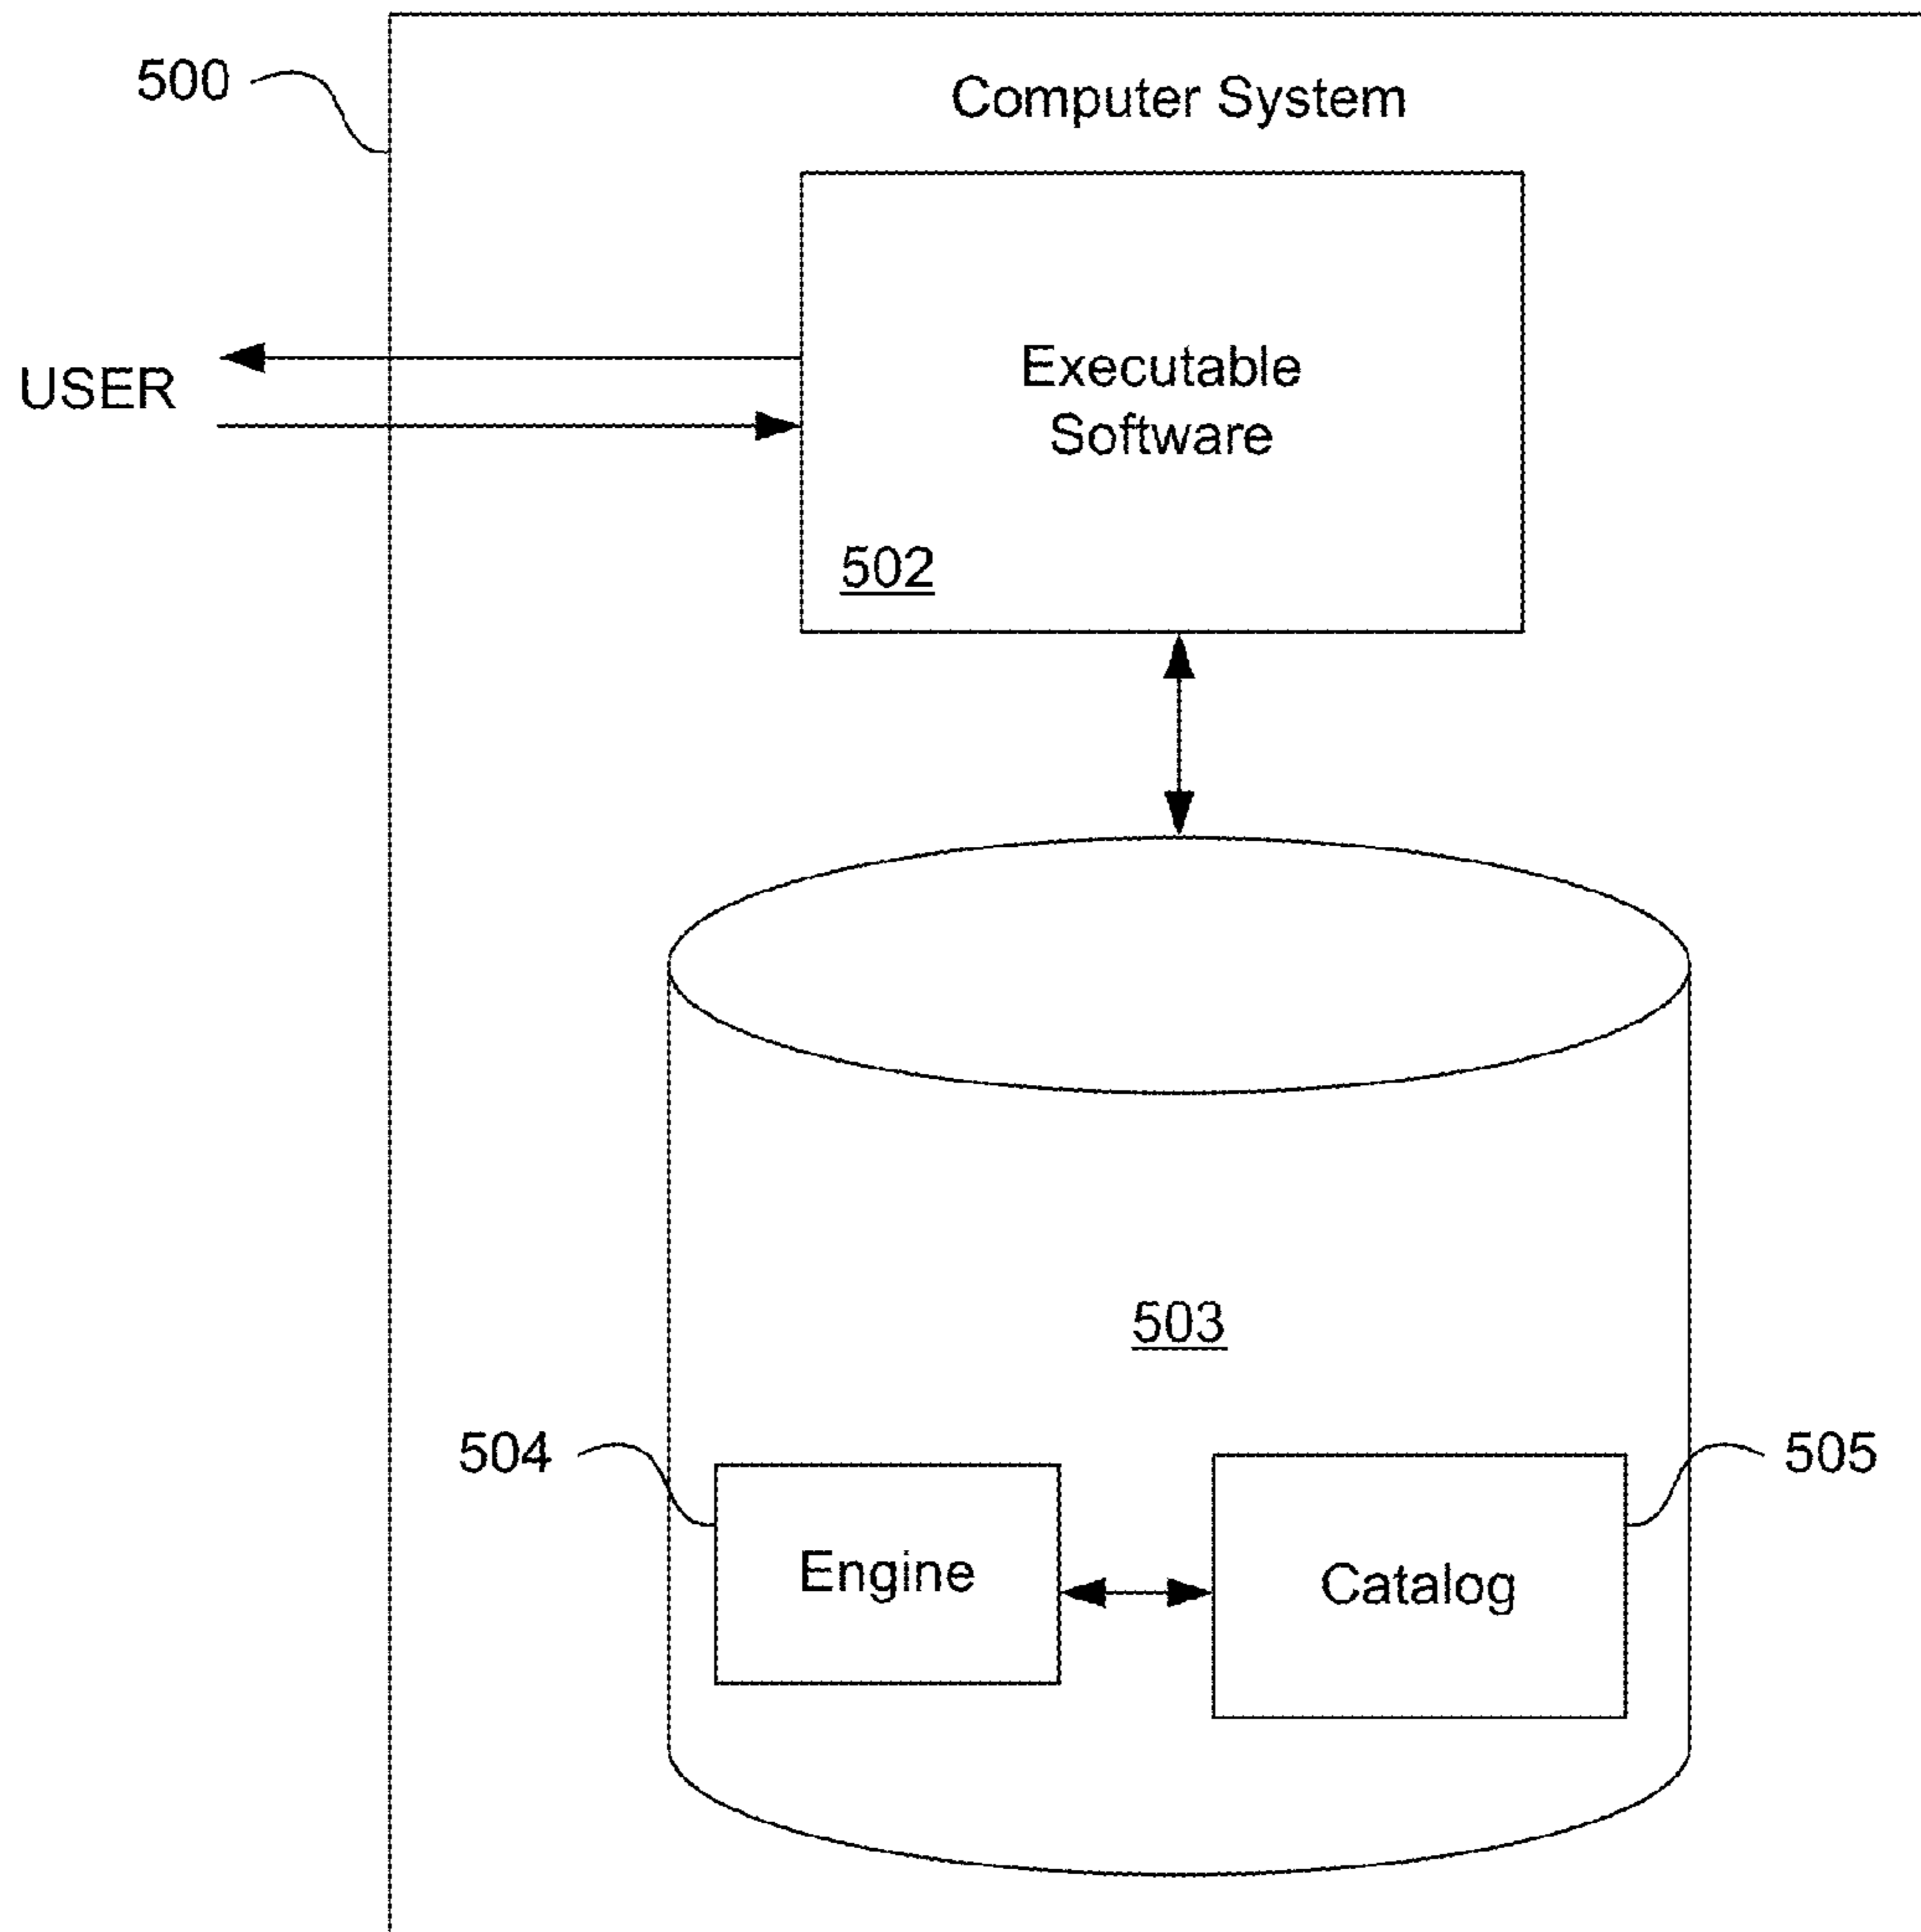 500
Computer System
USER
Executable
Software
502
503
504
505
Engine
Catalog